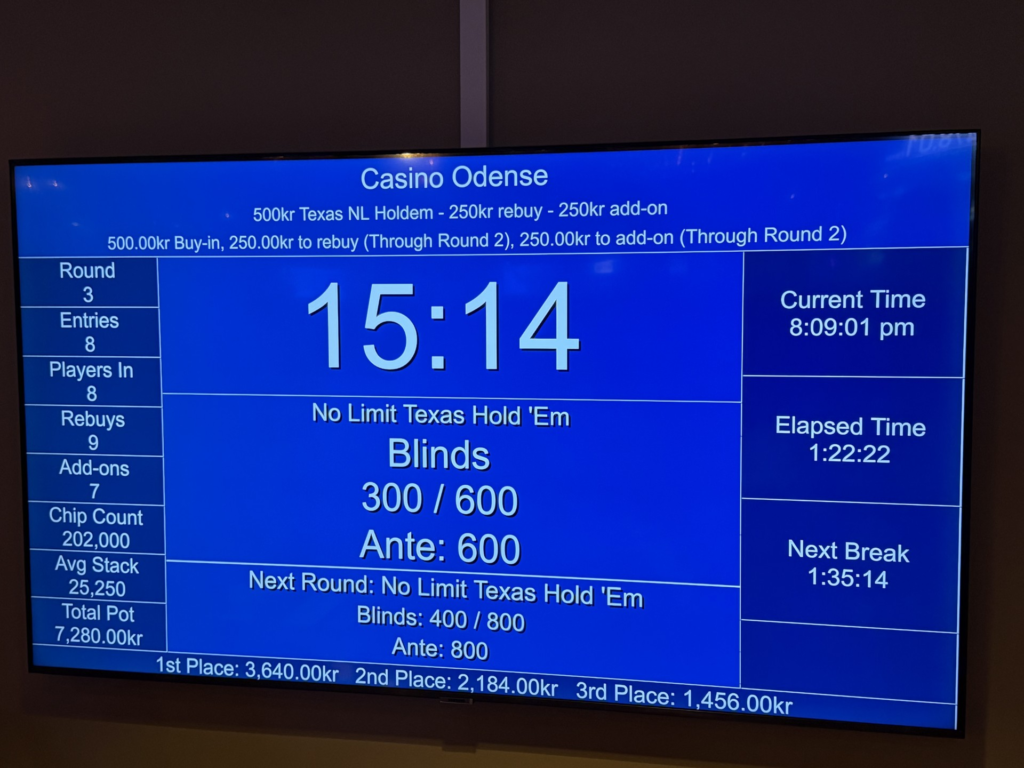 Casino Odense
500kr Texas NL Holdem - 250kr rebuy - 250kr add-on
500.00kr Buy-in, 250.00kr to rebuy (Through Round 2), 250.00kr to add-on (Through Round 2)
Round
3
Entries
8
Players In
8
Rebuys
9
Add-ons
7
Chip Count
202,000
Avg Stack
25,250
Total Pot
7,280.00kr
15:14
No Limit Texas Hold 'Em
Blinds
300 / 600
Ante: 600
Next Round: No Limit Texas Hold 'Em
Blinds: 400 / 800
Ante: 800
Current Time
8:09:01 pm
Elapsed Time
1:22:22
Next Break
1:35:14
1st Place: 3,640.00kr 2nd Place: 2,184.00kr 3rd Place: 1,456.00kr